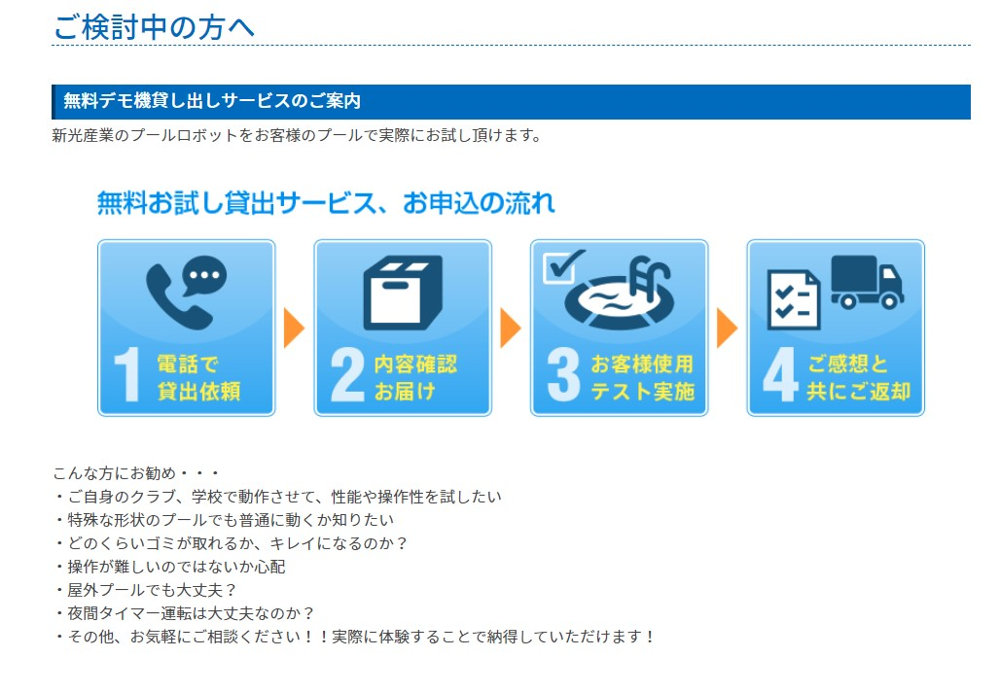 ご検討中の方へ
無料デモ機貸し出しサービスのご案内
新光産業のプールロボットをお客様のプールで実際にお試し頂けます。
無料お試し貸出サービス、お申込の流れ
1 電話で
貸出依頼
2 内容確認
お届け
3 お客様使用
テスト実施
4 ご感想と
共にご返却
こんな方にお勧め・・・
・ご自身のクラブ、学校で動作させて、性能や操作性を試したい
・特殊な形状のプールでも普通に動くか知りたい
・どのくらいゴミが取れるか、キレイになるのか？
・操作が難しいのではないか心配
・屋外プールでも大丈夫？
・夜間タイマー運転は大丈夫なのか？
・その他、お気軽にご相談ください！！実際に体験することで納得していただけます！